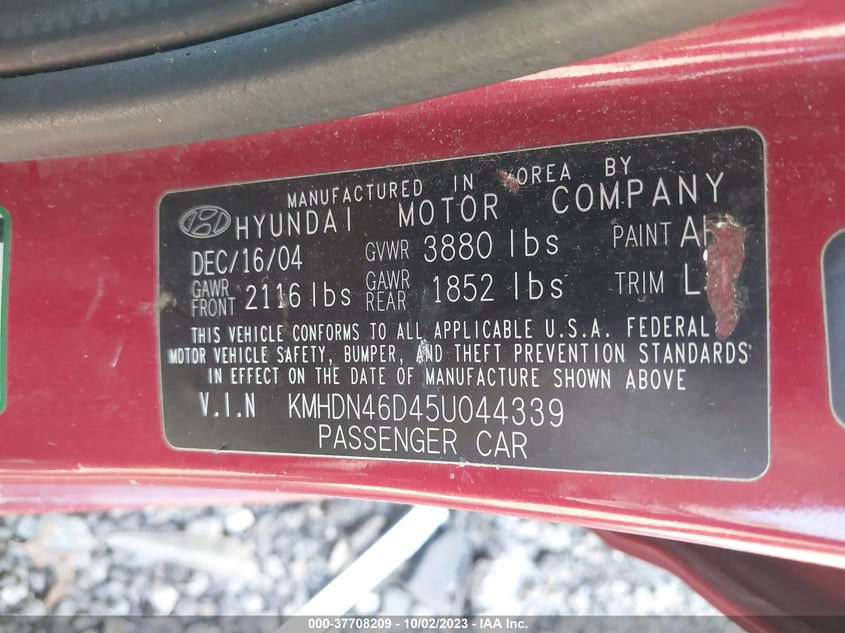 MANUFACTURED IN KOREA BY
HYUNDAI MOTOR COMPANY
DEC/16/04 GVWR 3880 lbs PAINT
GAWR FRONT 2116 lbs GAWR REAR 1852 lbs TRIM
THIS VEHICLE CONFORMS TO ALL APPLICABLE U.S.A. FEDERAL
MOTOR VEHICLE SAFETY, BUMPER, AND THEFT PREVENTION STANDARDS
IN EFFECT ON THE DATE OF MANUFACTURE SHOWN ABOVE
V.I.N KMHDN46D45U044339
PASSENGER CAR
000-37708209 - 10/02/2023 - IAA Inc.